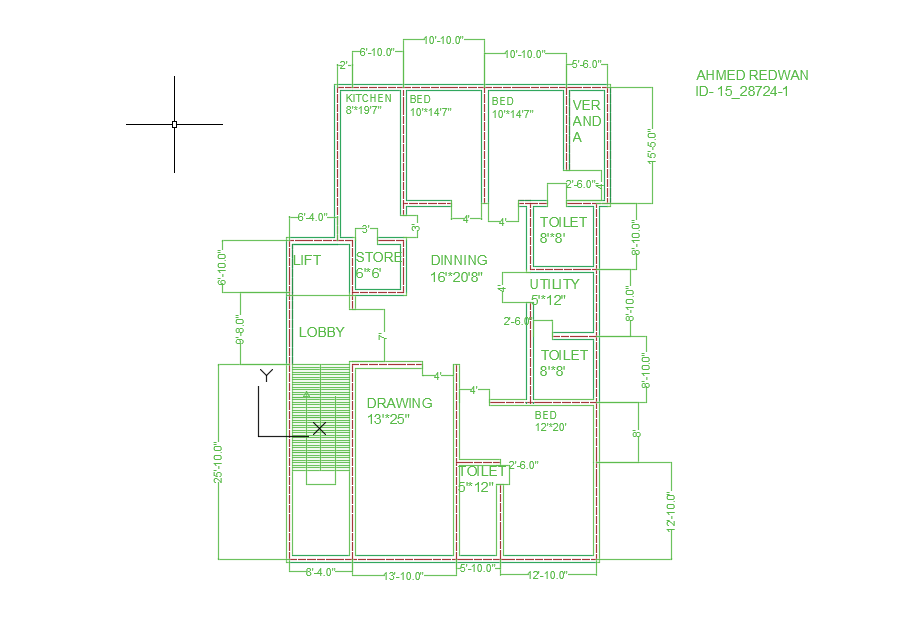 10'-10.0"
6'-10.0"
10'-10.0"
2'-
5'-6.0"
AHMED REDWAN
ID- 15_28724-1
KITCHEN
8'*19'7"
BED
10'*14'7"
BED
10'*14'7"
VER
AND
A
15'-5.0"
2'-6.0"
4'
6'-4.0"
4'
4'
3'
3'
TOILET
8'*8'
8'-10.0"
LIFT
STORE
6'*6'
DINNING
16'*20'8"
6'-10.0"
UTILITY
5'*12"
4'
8'-10.0"
2'-6.0"
LOBBY
9'-8.0"
7'
TOILET
8'*8'
8'-10.0"
Y
4'
4'
DRAWING
13'*25"
BED
12'*20'
X
8"
25'-10.0"
TOILET
5'*12"
2'-6.0"
12'-10.0"
6'-4.0"
13'-10.0"
5'-10.0"
12'-10.0"